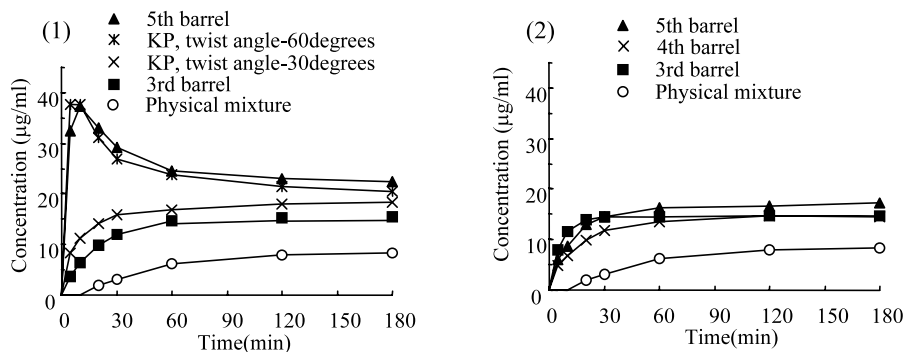 (1)
5th barrel
KP, twist angle-60degrees
KP, twist angle-30degrees
3rd barrel
Physical mixture
Concentration (μg/ml)
40
30
20
10
0
0 30 60 90 120 150 180
Time(min)
(2)
5th barrel
4th barrel
3rd barrel
Physical mixture
Concentration (μg/ml)
40
30
20
10
0
0 30 60 90 120 150 180
Time(min)